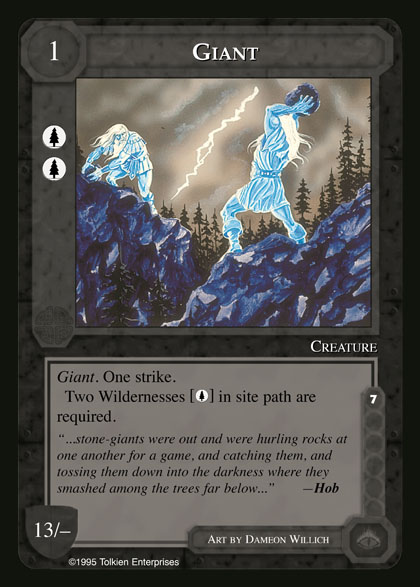 1
GIANT
CREATURE
Giant. One strike.
Two Wildernesses [] in site path are
required.
7
“...stone-giants were out and were hurling rocks at
one another for a game, and catching them, and
tossing them down into the darkness where they
smashed among the trees far below...” —Hob
13/–
ART BY DAMEON WILLICH
©1995 Tolkien Enterprises